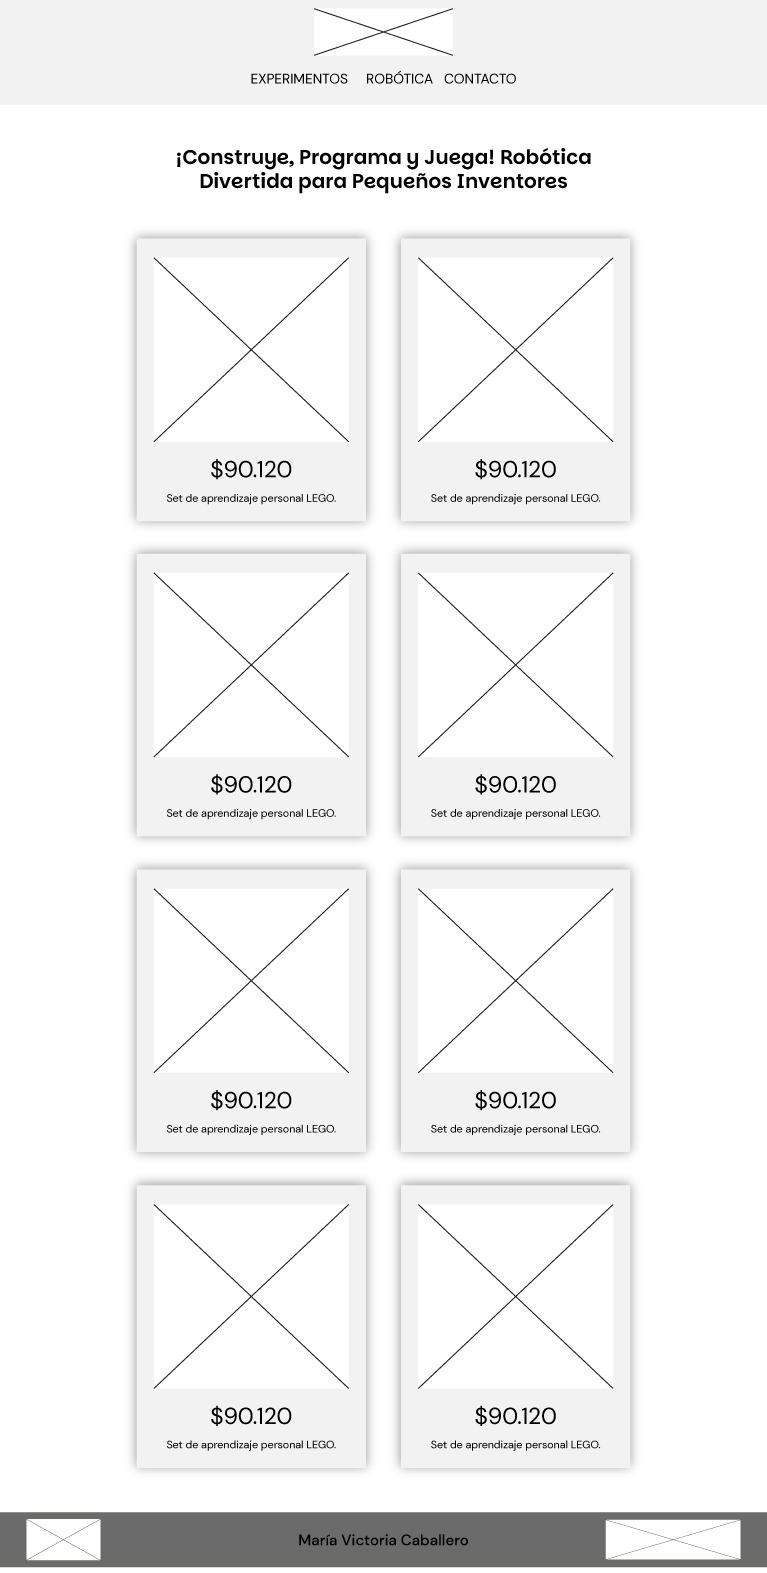 EXPERIMENTOS ROBÓTICA CONTACTO
¡Construye, Programa y Juega! Robótica
Divertida para Pequeños Inventores
$90.120
Set de aprendizaje personal LEGO.
$90.120
Set de aprendizaje personal LEGO.
$90.120
Set de aprendizaje personal LEGO.
$90.120
Set de aprendizaje personal LEGO.
$90.120
Set de aprendizaje personal LEGO.
$90.120
Set de aprendizaje personal LEGO.
$90.120
Set de aprendizaje personal LEGO.
$90.120
Set de aprendizaje personal LEGO.
María Victoria Caballero